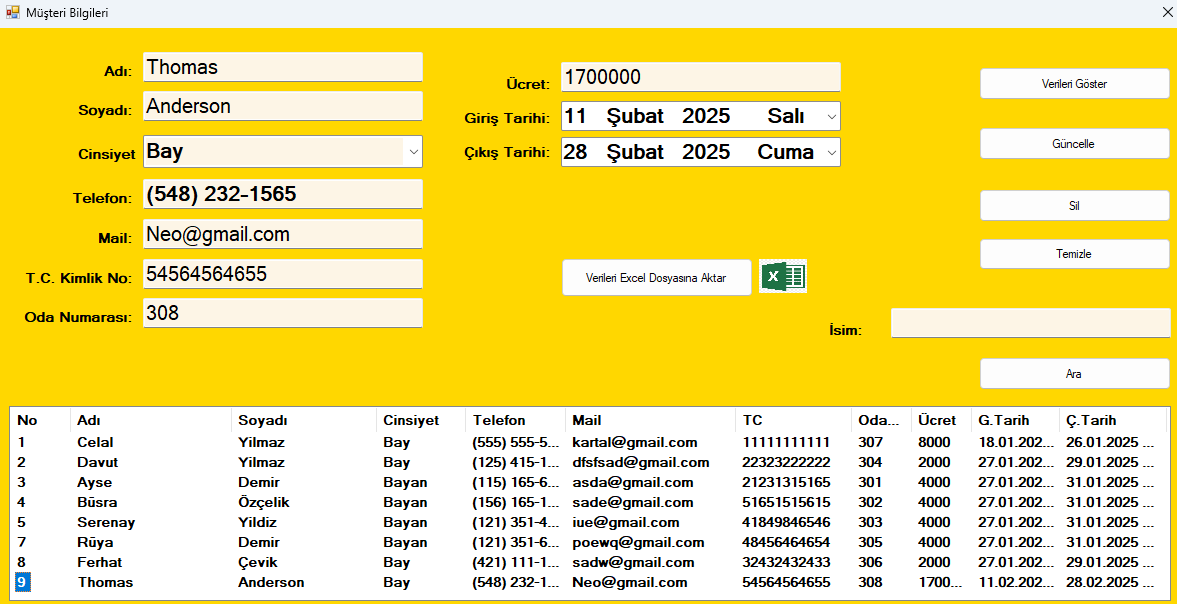 Müşteri Bilgileri
Adı: Thomas
Soyadı: Anderson
Cinsiyet Bay
Telefon: (548) 232-1565
Mail: Neo@gmail.com
T.C. Kimlik No: 54564564655
Oda Numarası: 308
Ücret: 1700000
Giriş Tarihi: 11 Şubat 2025 Salı
Çıkış Tarihi: 28 Şubat 2025 Cuma
Verileri Excel Dosyasına Aktar
X
Verileri Göster
Güncelle
Sil
Temizle
İsim:
Ara
No Adı Soyadı Cinsiyet Telefon Mail TC Oda... Ücret G.Tarih Ç.Tarih
1 Celal Yilmaz Bay (555) 555-5... kartal@gmail.com 11111111111 307 8000 18.01.202... 26.01.2025 ...
2 Davut Yilmaz Bay (125) 415-1... dfsfsad@gmail.com 22323222222 304 2000 27.01.202... 29.01.2025 ...
3 Ayse Demir Bayan (115) 165-6... asda@gmail.com 21231315165 301 4000 27.01.202... 31.01.2025 ...
4 Büsra Özçelik Bayan (156) 165-1... sade@gmail.com 51651515615 302 4000 27.01.202... 31.01.2025 ...
5 Serenay Yildiz Bayan (121) 351-4... iue@gmail.com 41849846546 303 4000 27.01.202... 31.01.2025 ...
7 Rüya Demir Bayan (121) 351-6... poewq@gmail.com 48456464654 305 4000 27.01.202... 31.01.2025 ...
8 Ferhat Çevik Bay (421) 111-1... sadw@gmail.com 32432432433 306 2000 27.01.202... 29.01.2025 ...
9 Thomas Anderson Bay (548) 232-1... Neo@gmail.com 54564564655 308 1700... 11.02.202... 28.02.2025 ...